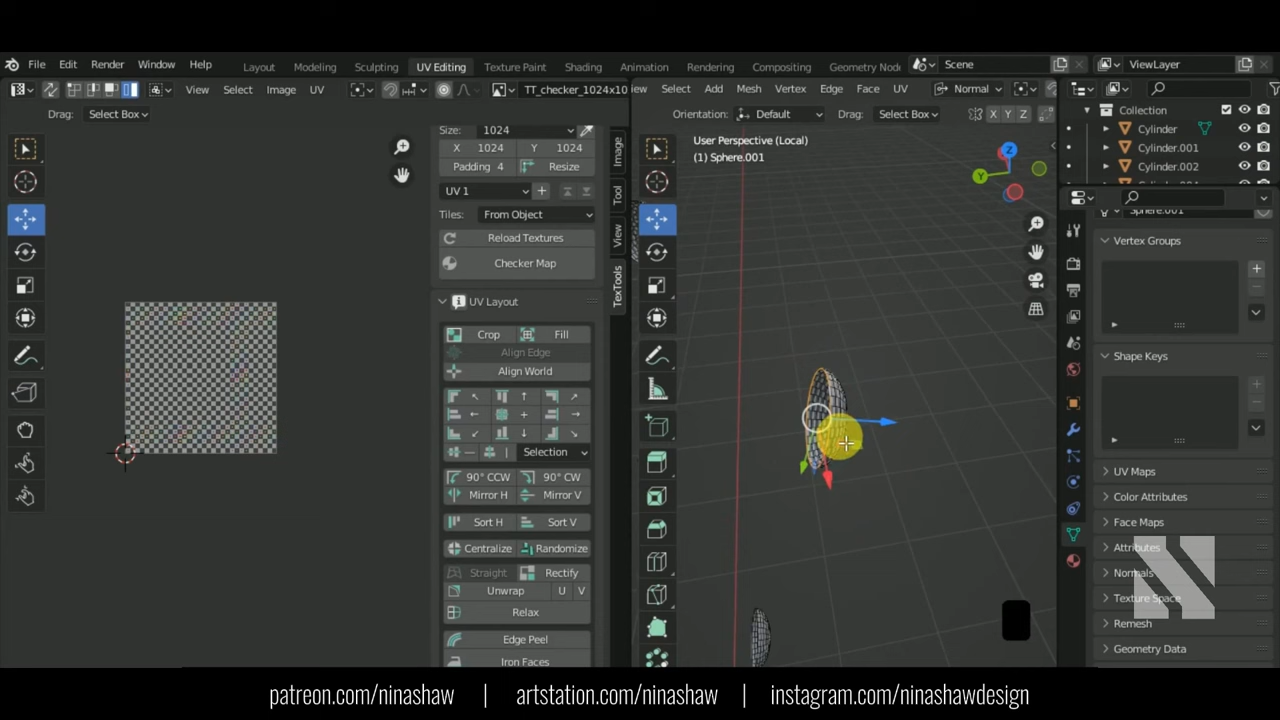 File Edit Render Window Help Layout Modeling Sculpting UV Editing Texture Paint Shading Animation Rendering Compositing Geometry Node Scene ViewLayer
View Select Image UV TT_checker_1024x10 iew Select Add Mesh Vertex Edge Face UV Normal
Drag: Select Box Orientation: Default Drag: Select Box X Y Z
Collection
Cylinder
Cylinder.001
Cylinder.002
Size: 1024
X 1024 Y 1024
Padding 4 Resize
UV 1
Tiles: From Object
Reload Textures
Checker Map
UV Layout
Crop Fill
Align Edge
Align World
Selection
90° CCW 90° CW
Mirror H Mirror V
Sort H Sort V
Centralize Randomize
Straight Rectify
Unwrap U V
Relax
Edge Peel
Iron Faces
Image
Tool
View
TexTools
User Perspective (Local)
(1) Sphere.001
Z
Y
Sphere.001
Vertex Groups
Shape Keys
UV Maps
Color Attributes
Face Maps
Attributes
Normals
Texture Space
Remesh
Geometry Data
N
patreon.com/ninashaw | artstation.com/ninashaw | instagram.com/ninashawdesign